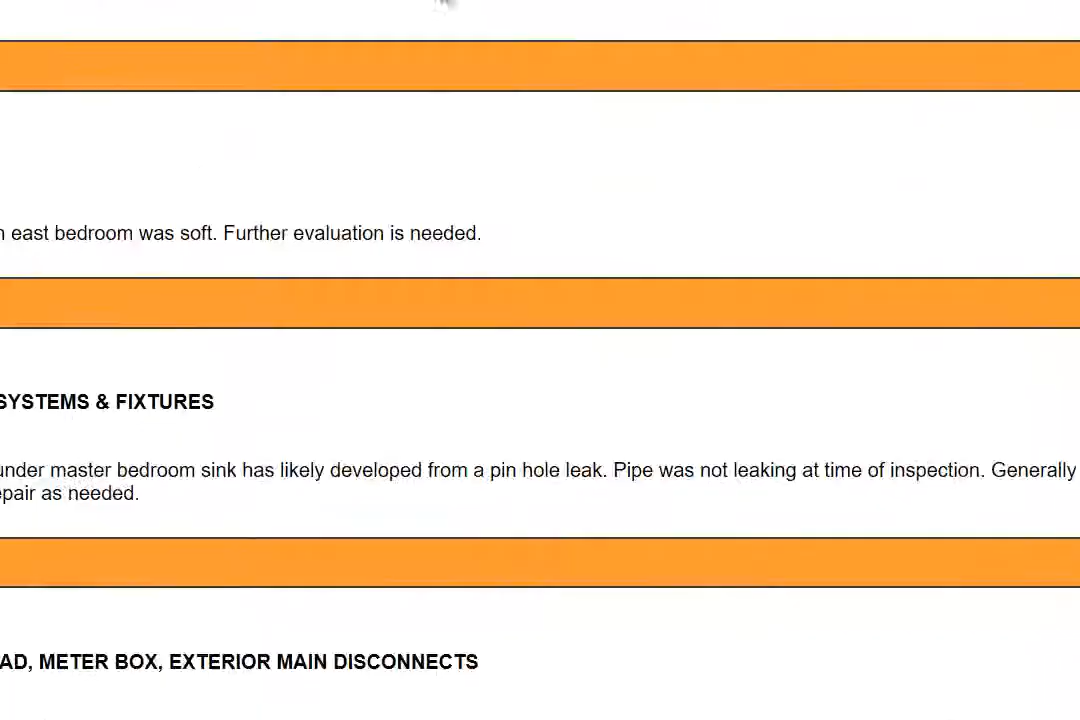 east bedroom was soft. Further evaluation is needed.
SYSTEMS & FIXTURES
under master bedroom sink has likely developed from a pin hole leak. Pipe was not leaking at time of inspection. Generally
epair as needed.
AD, METER BOX, EXTERIOR MAIN DISCONNECTS